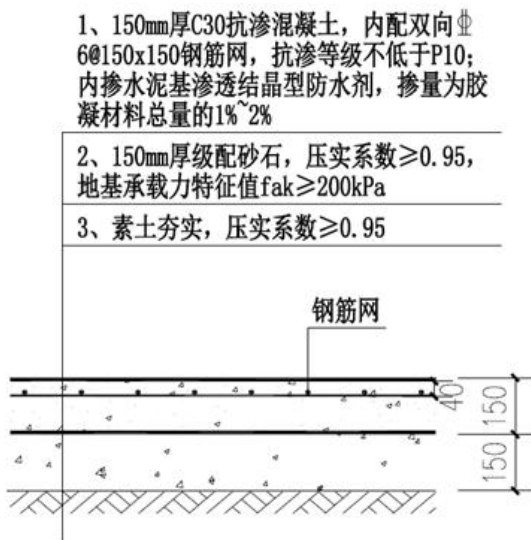 1、150mm厚C30抗渗混凝土，内配双向⌽
6@150x150钢筋网，抗渗等级不低于P10；
内掺水泥基渗透结晶型防水剂，掺量为胶
凝材料总量的1%~2%
2、150mm厚级配砂石，压实系数≥0.95，
地基承载力特征值fak≥200kPa
3、素土夯实，压实系数≥0.95
钢筋网
40
150
150